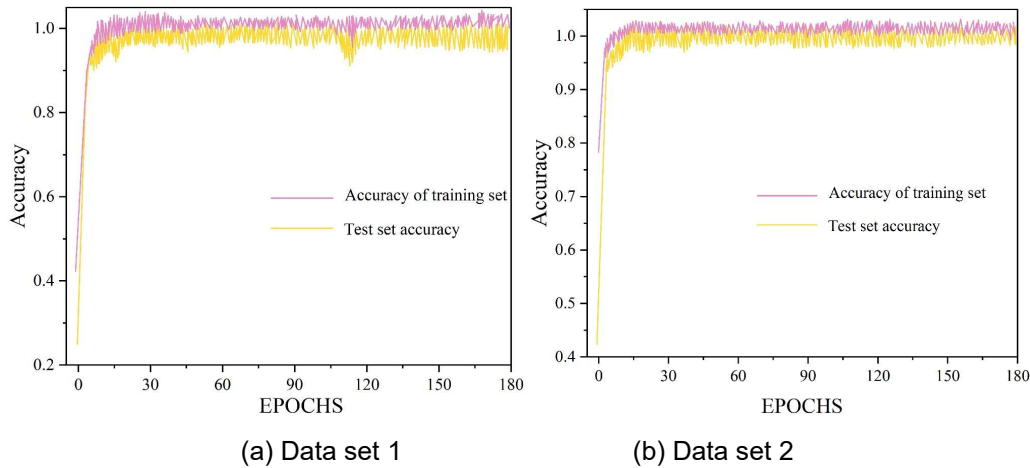 1.0
0.8
0.6
0.4
0.2
Accuracy
Accuracy of training set
Test set accuracy
0 30 60 90 120 150 180
EPOCHS
(a) Data set 1
1.0
0.9
0.8
0.7
0.6
0.5
0.4
Accuracy
Accuracy of training set
Test set accuracy
0 30 60 90 120 150 180
EPOCHS
(b) Data set 2